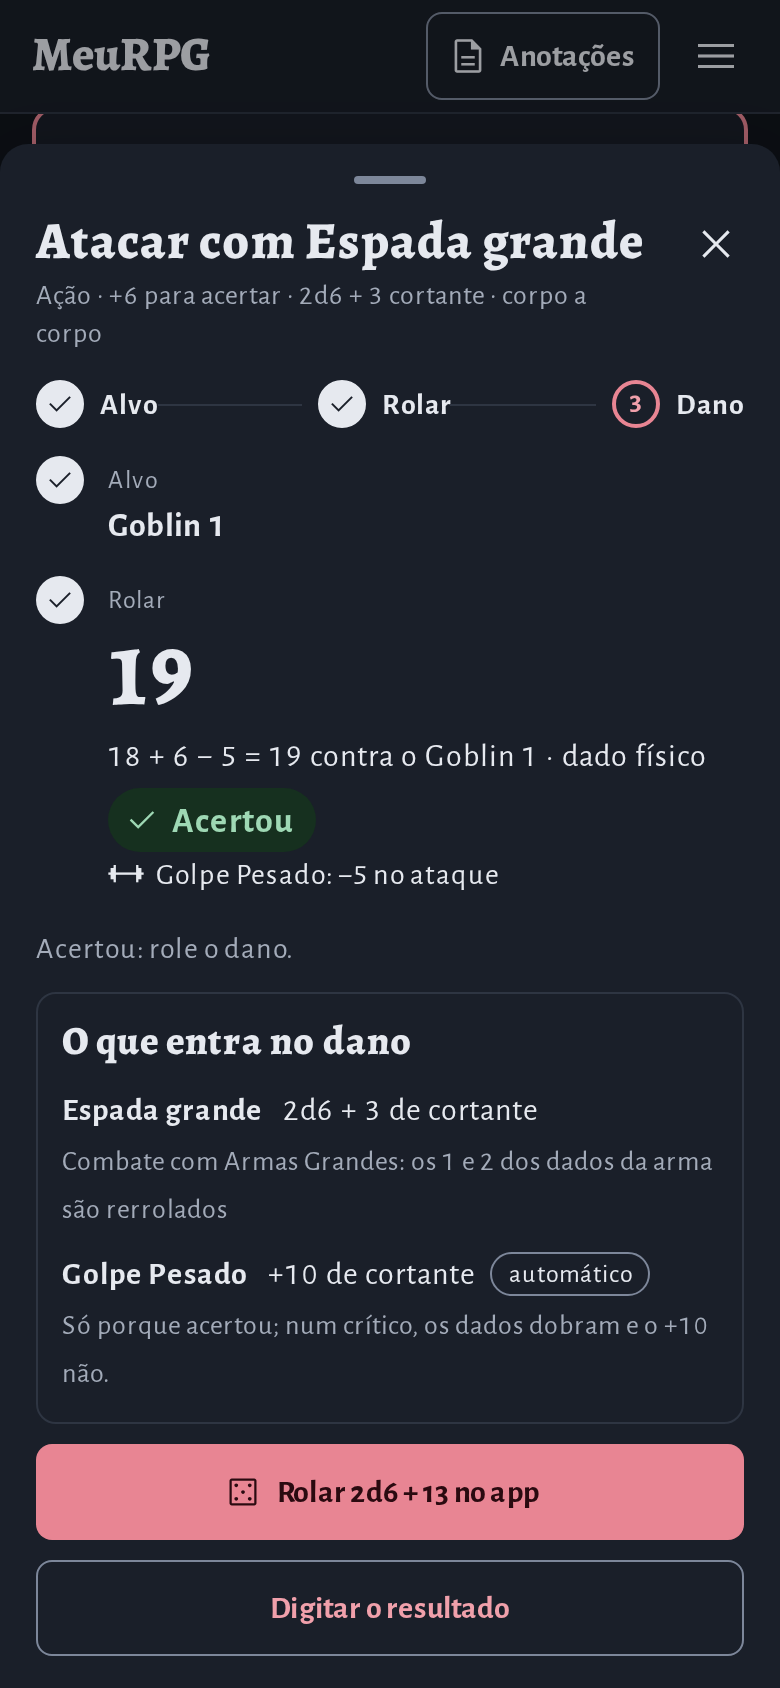 MeuRPG
Anotações
Atacar com Espada grande
Ação · +6 para acertar · 2d6 + 3 cortante · corpo a
corpo
Alvo
Rolar
3 Dano
Alvo
Goblin 1
Rolar
19
18 + 6 − 5 = 19 contra o Goblin 1 · dado físico
Acertou
Golpe Pesado: −5 no ataque
Acertou: role o dano.
O que entra no dano
Espada grande 2d6 + 3 de cortante
Combate com Armas Grandes: os 1 e 2 dos dados da arma
são rerrolados
Golpe Pesado +10 de cortante automático
Só porque acertou; num crítico, os dados dobram e o +10
não.
Rolar 2d6 + 13 no app
Digitar o resultado